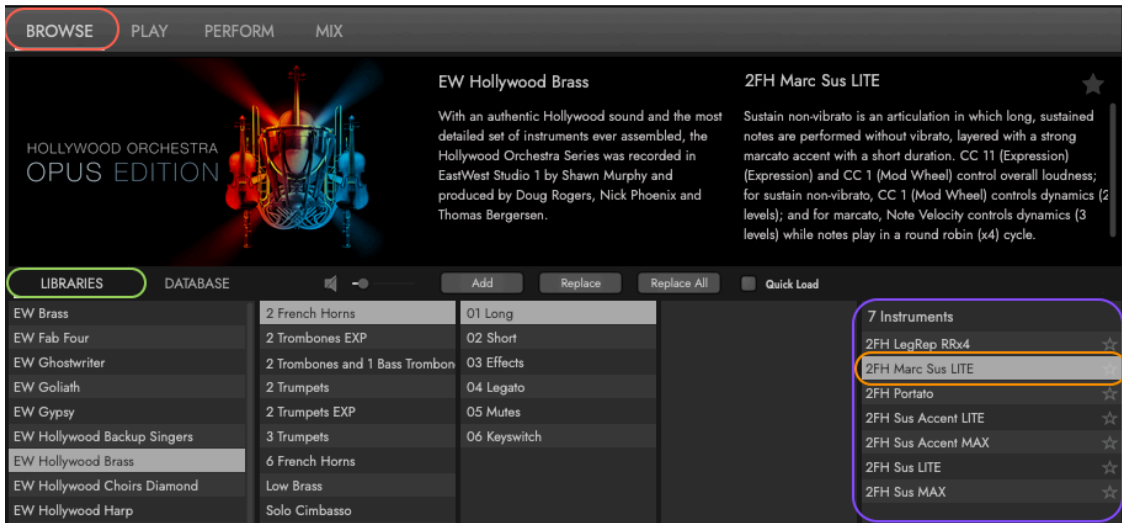 BROWSE PLAY PERFORM MIX
HOLLYWOOD ORCHESTRA
OPUS EDITION
EW Hollywood Brass
With an authentic Hollywood sound and the most
detailed set of instruments ever assembled, the
Hollywood Orchestra Series was recorded in
EastWest Studio 1 by Shawn Murphy and
produced by Doug Rogers, Nick Phoenix and
Thomas Bergersen.
2FH Marc Sus LITE
Sustain non-vibrato is an articulation in which long, sustained
notes are performed without vibrato, layered with a strong
marcato accent with a short duration. CC 11 (Expression)
(Expression) and CC 1 (Mod Wheel) control overall loudness;
for sustain non-vibrato, CC 1 (Mod Wheel) controls dynamics (2
levels); and for marcato, Note Velocity controls dynamics (3
levels) while notes play in a round robin (x4) cycle.
LIBRARIES DATABASE Add Replace Replace All Quick Load
EW Brass
EW Fab Four
EW Ghostwriter
EW Goliath
EW Gypsy
EW Hollywood Backup Singers
EW Hollywood Brass
EW Hollywood Choirs Diamond
EW Hollywood Harp
2 French Horns
2 Trombones EXP
2 Trombones and 1 Bass Trombon
2 Trumpets
2 Trumpets EXP
3 Trumpets
6 French Horns
Low Brass
Solo Cimbasso
01 Long
02 Short
03 Effects
04 Legato
05 Mutes
06 Keyswitch
7 Instruments
2FH LegRep RRx4
2FH Marc Sus LITE
2FH Portato
2FH Sus Accent LITE
2FH Sus Accent MAX
2FH Sus LITE
2FH Sus MAX